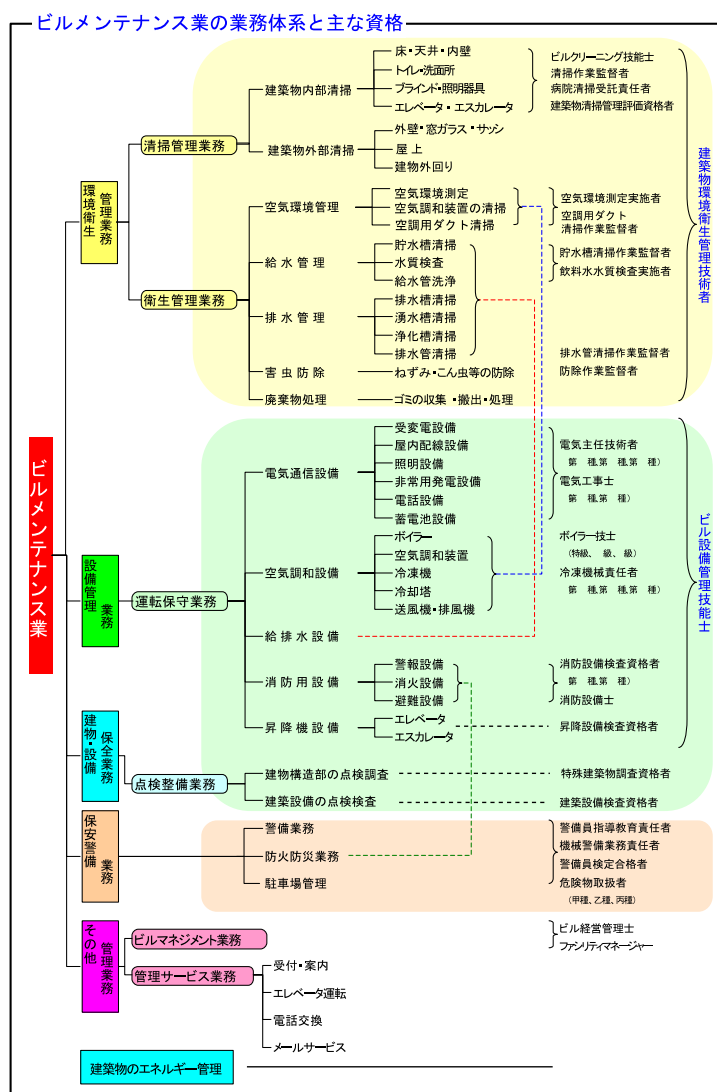 ビルメンテナンス業の業務体系と主な資格
ビルメンテナンス業
環境衛生
管理業務
清掃管理業務
建築物内部清掃
床・天井・内壁
トイレ・洗面所
ブラインド・照明器具
エレベータ・エスカレータ
ビルクリーニング技能士
清掃作業監督者
病院清掃受託責任者
建築物清掃管理評価資格者
建築物外部清掃
外壁・窓ガラス・サッシ
屋上
建物外回り
衛生管理業務
空気環境管理
空気環境測定
空気調和装置の清掃
空調用ダクト清掃
空気環境測定実施者
空調用ダクト
清掃作業監督者
給水管理
貯水槽清掃
水質検査
給水管洗浄
貯水槽清掃作業監督者
飲料水水質検査実施者
排水管理
排水槽清掃
湧水槽清掃
浄化槽清掃
排水管清掃
排水管清掃作業監督者
害虫防除
ねずみ・こん虫等の防除
防除作業監督者
廃棄物処理
ゴミの収集・搬出・処理
建築物環境衛生管理技術者
設備管理
業務
運転保守業務
電気通信設備
受変電設備
屋内配線設備
照明設備
非常用発電設備
電話設備
蓄電池設備
電気主任技術者
第 種、第 種、第 種）
電気工事士
第 種、第 種）
空気調和設備
ボイラー
空気調和装置
冷凍機
冷却塔
送風機・排風機
ボイラー技士
（特級、 級、 級）
冷凍機械責任者
第 種、第 種、第 種）
給排水設備
消防用設備
警報設備
消火設備
避難設備
消防設備検査資格者
第 種、第 種）
消防設備士
昇降機設備
エレベータ
エスカレータ
昇降設備検査資格者
ビル設備管理技能士
建物・設備
保全業務
点検整備業務
建物構造部の点検調査
特殊建築物調査資格者
建築設備の点検検査
建築設備検査資格者
保安警備
業務
警備業務
防火防災業務
駐車場管理
警備員指導教育責任者
機械警備業務責任者
警備員検定合格者
危険物取扱者
（甲種、乙種、丙種）
その他
管理業務
ビルマネジメント業務
ビル経営管理士
ファシリティマネージャー
管理サービス業務
受付・案内
エレベータ運転
電話交換
メールサービス
建築物のエネルギー管理